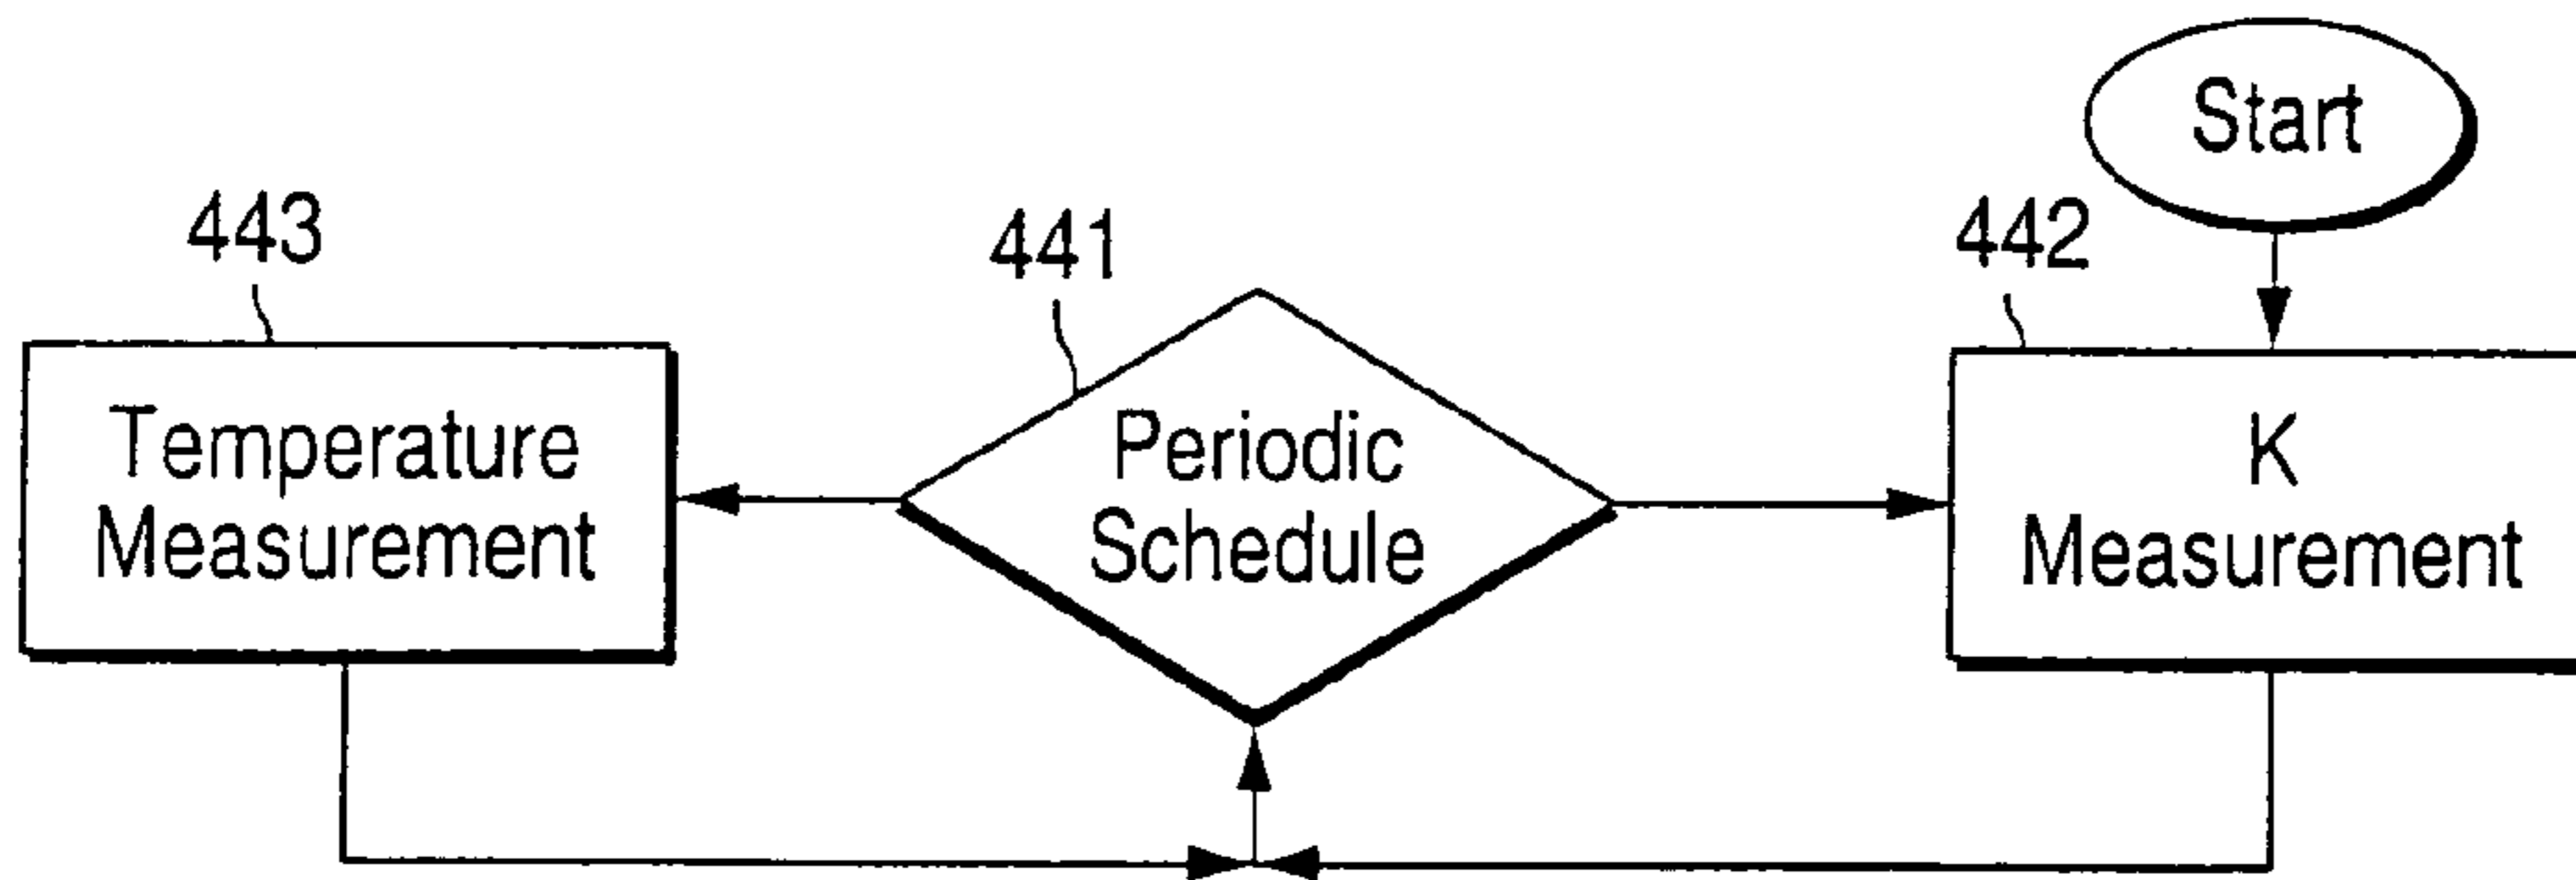 Start
443
441
442
Temperature
Measurement
Periodic
Schedule
K
Measurement